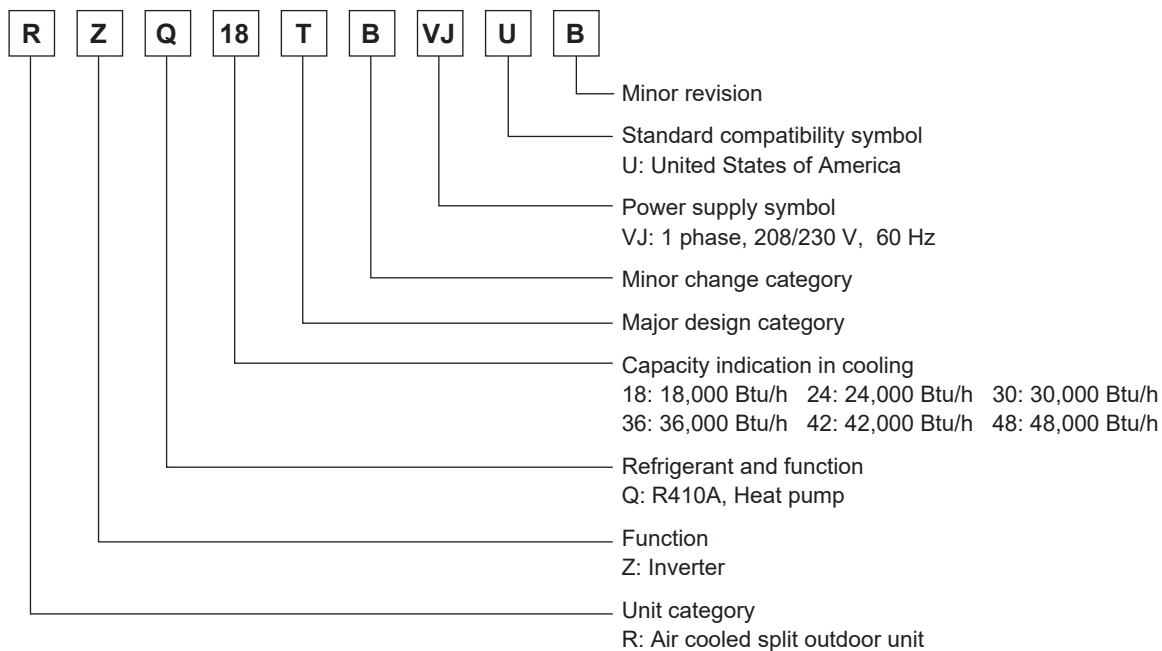 R Z Q 18 T B VJ U B
Minor revision
Standard compatibility symbol
U: United States of America
Power supply symbol
VJ: 1 phase, 208/230 V, 60 Hz
Minor change category
Major design category
Capacity indication in cooling
18: 18,000 Btu/h 24: 24,000 Btu/h 30: 30,000 Btu/h
36: 36,000 Btu/h 42: 42,000 Btu/h 48: 48,000 Btu/h
Refrigerant and function
Q: R410A, Heat pump
Function
Z: Inverter
Unit category
R: Air cooled split outdoor unit